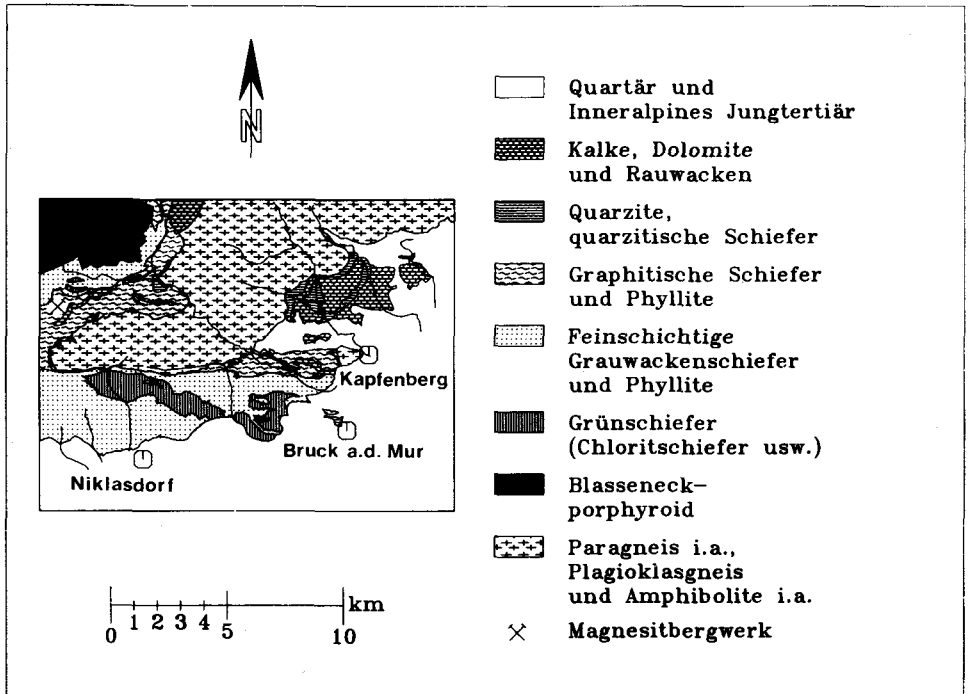 N
Kapfenberg
Bruck a.d. Mur
Niklasdorf
km
0 1 2 3 4 5 10
Quartär und
Inneralpines Jungtertiär
Kalke, Dolomite
und Rauwacken
Quarzite,
quarzitische Schiefer
Graphitische Schiefer
und Phyllite
Feinschichtige
Grauwackenschiefer
und Phyllite
Grünschiefer
(Chloritschiefer usw.)
Blasseneck-
porphyroid
Paragneis i.a.,
Plagioklasgneis
und Amphibolite i.a.
Magnesitbergwerk